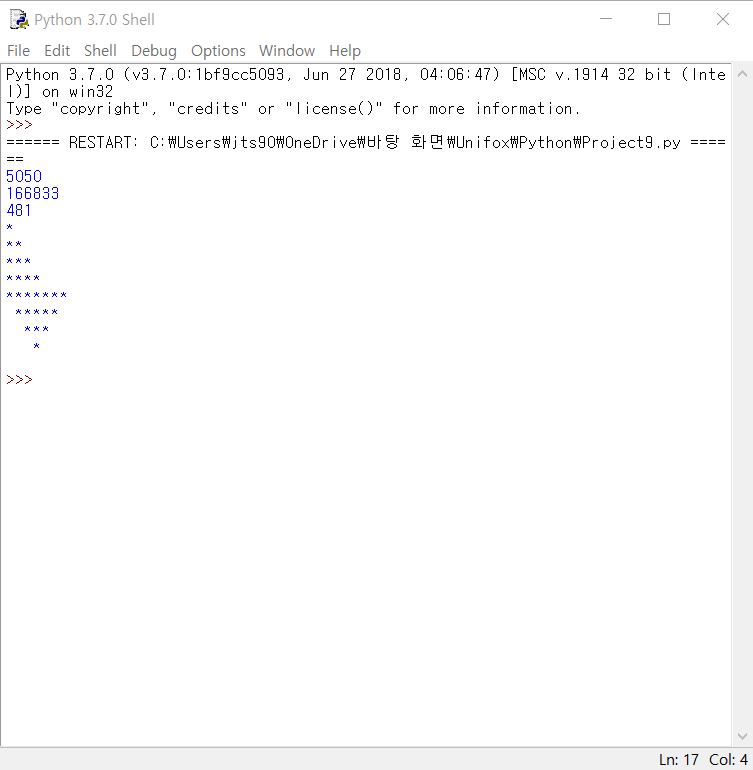 Python 3.7.0 Shell
File Edit Shell Debug Options Window Help
Python 3.7.0 (v3.7.0:1bf9cc5093, Jun 27 2018, 04:06:47) [MSC v.1914 32 bit (Inte
l)] on win32
Type "copyright", "credits" or "license()" for more information.
>>>
====== RESTART: C:₩Users₩jts90₩OneDrive₩바탕 화면₩Unifox₩Python₩Project9.py ====
==
5050
166833
481
*
**
***
****
*******
 *****
  ***
   *
>>>
Ln: 17 Col: 4